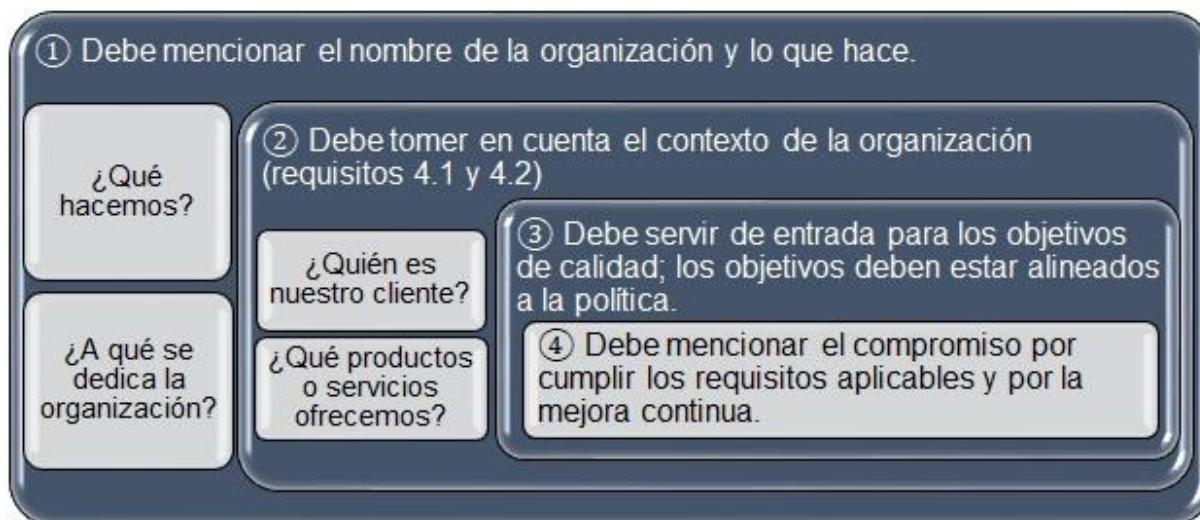 ① Debe mencionar el nombre de la organización y lo que hace.
¿Qué
hacemos?
¿A qué se
dedica la
organización?
② Debe tomer en cuenta el contexto de la organización
(requisitos 4.1 y 4.2)
¿Quién es
nuestro cliente?
¿Qué productos
o servicios
ofrecemos?
③ Debe servir de entrada para los objetivos
de calidad; los objetivos deben estar alineados
a la política.
④ Debe mencionar el compromiso por
cumplir los requisitos aplicables y por la
mejora continua.